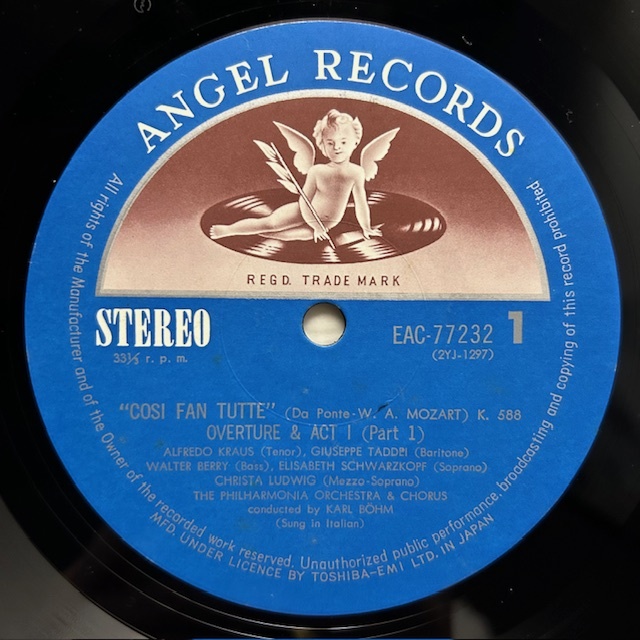 ANGEL RECORDS
REGD. TRADE MARK
STEREO
33⅓ r. p. m.
EAC-77232 1
(2YJ-1297)
"COSI FAN TUTTE" (Da Ponte-W. A. MOZART) K. 588
OVERTURE & ACT I (Part 1)
ALFREDO KRAUS (Tenor), GIUSEPPE TADDPI (Baritone)
WALTER BERRY (Bass), ELISABETH SCHWARZKOPF (Soprano)
CHRISTA LUDWIG (Mezzo-Soprano)
THE PHILHARMONIA ORCHESTRA & CHORUS
conducted by KARL BÖHM
(Sung in Italian)
All rights of the Manufacturer and of the Owner of the recorded work reserved. Unauthorized public performance, broadcasting and copying of this record prohibited.
MFD. UNDER LICENCE BY TOSHIBA-EMI LTD. IN JAPAN